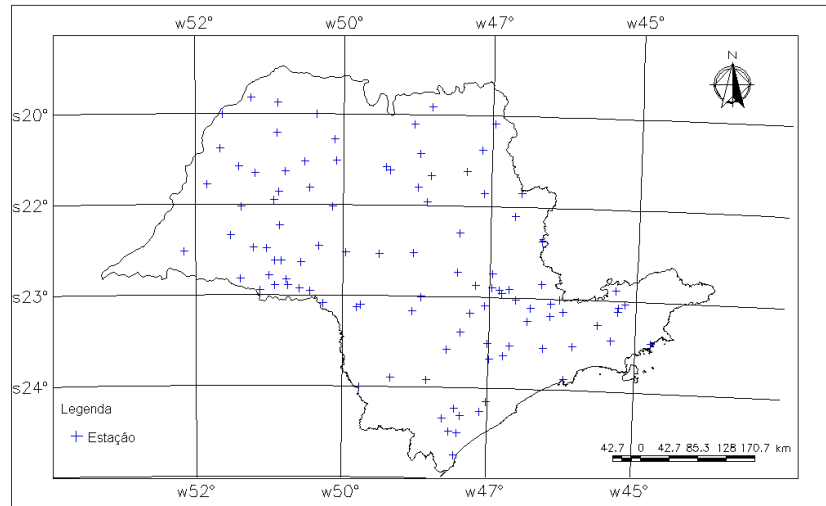 w52° w50° w47° w45°
N
s20°
s22°
s23°
s24°
Legenda
Estação
42.7 0 42.7 85.3 128 170.7 km
w52° w50° w47° w45°